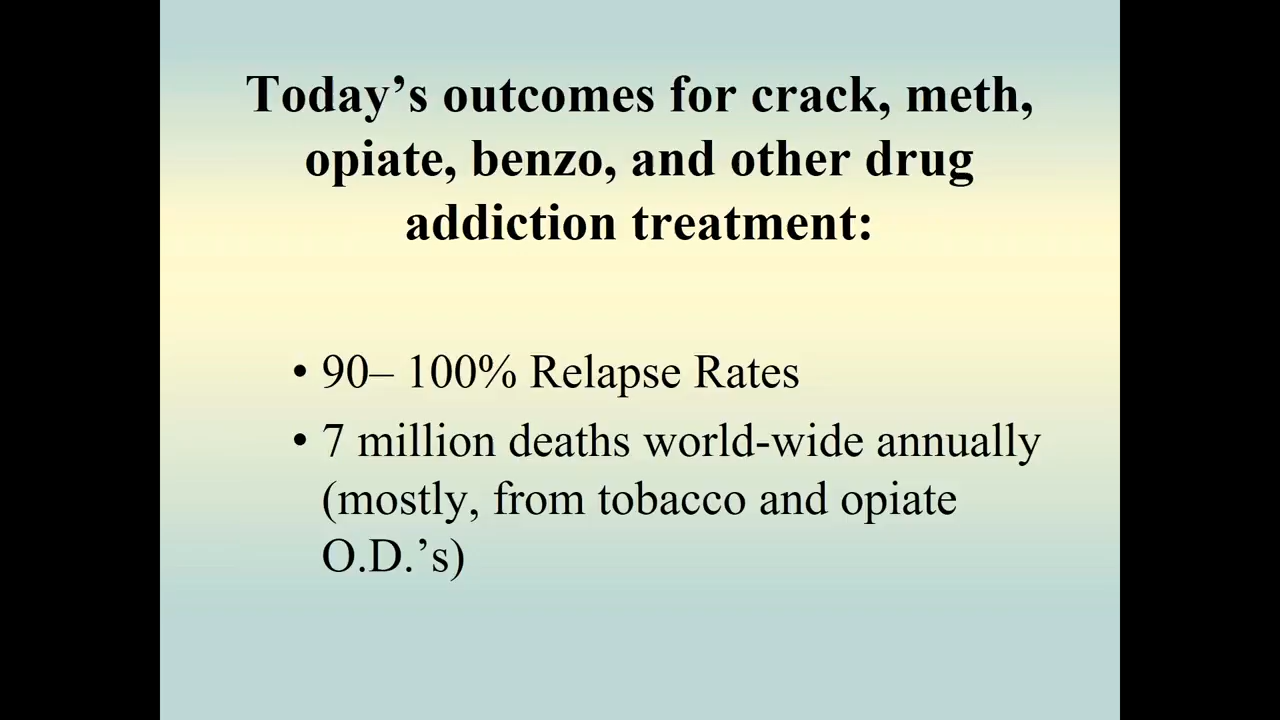 Today’s outcomes for crack, meth,
opiate, benzo, and other drug
addiction treatment:
• 90– 100% Relapse Rates
• 7 million deaths world-wide annually
(mostly, from tobacco and opiate
O.D.’s)